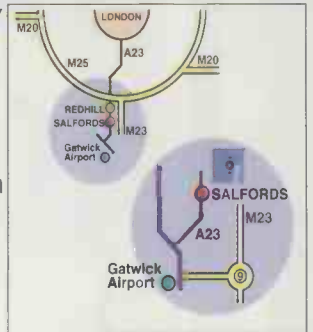 LONDON
M20
A23
M25
M20
REDHILL
SALFORDS
M23
Gatwick
Airport
SALFORDS
M23
A23
Gatwick
Airport
9